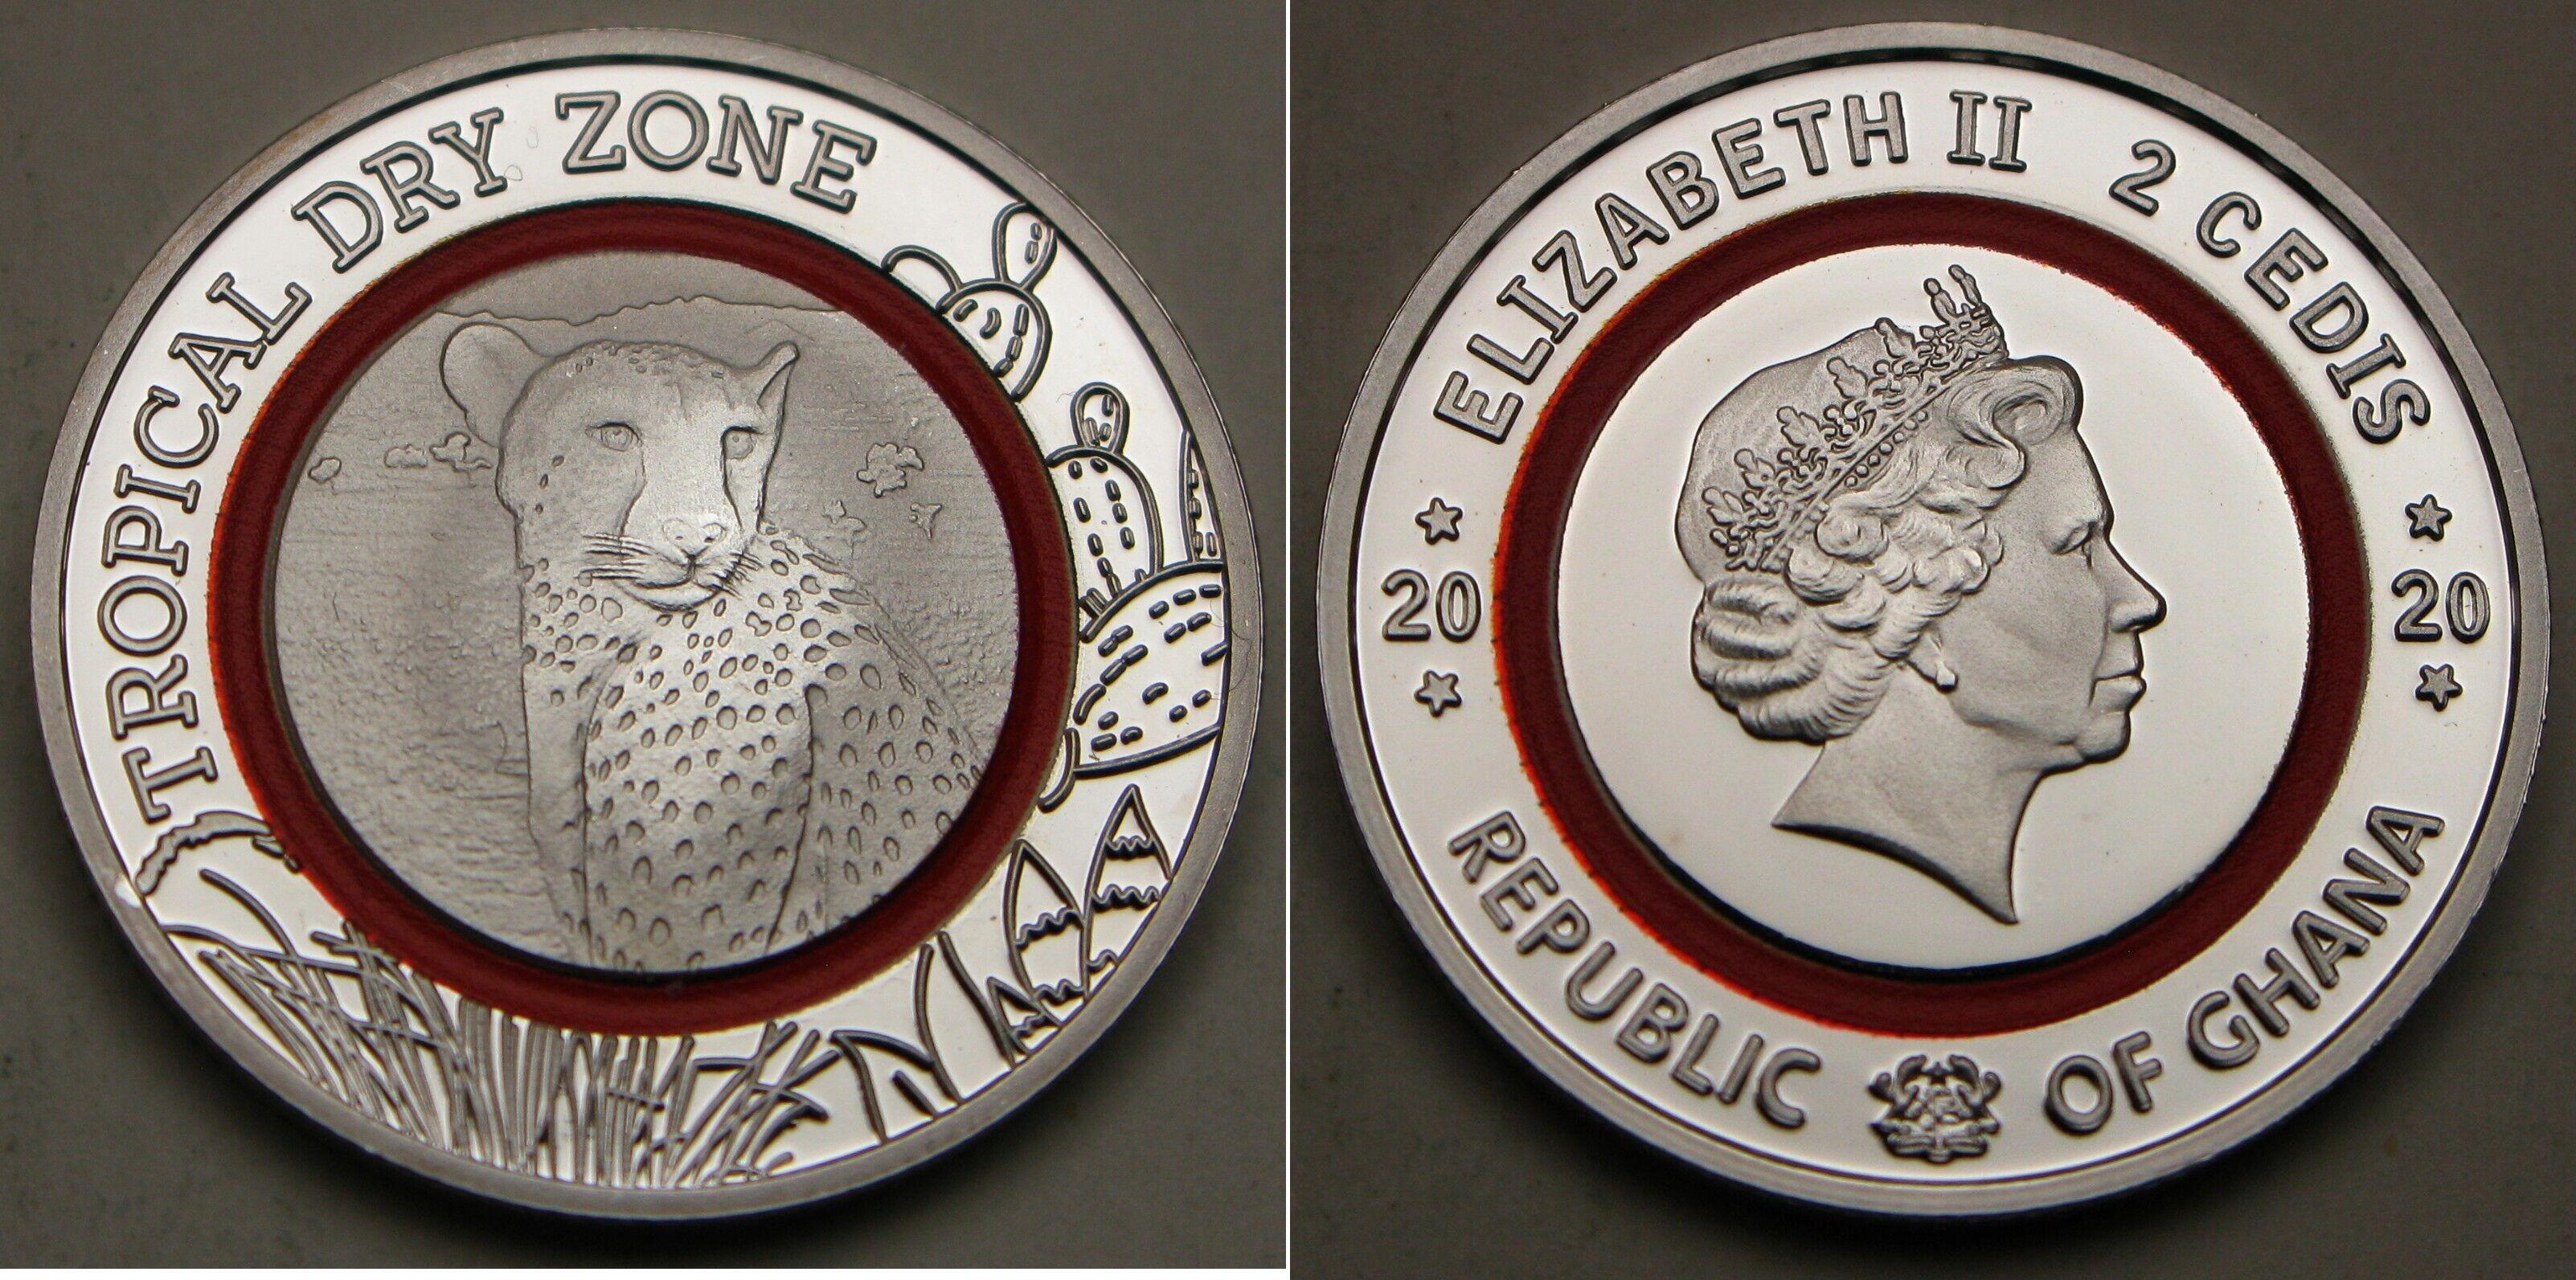 TROPICAL DRY ZONE
ELIZABETH II 2 CEDIS
20 20
REPUBLIC OF GHANA